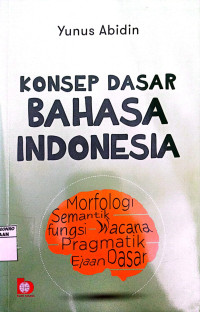 Yunus Abidin
KONSEP DASAR
BAHASA
INDONESIA
Morfologi
Semantik
fungsi Wacana
Pragmatik
Ejaan Dasar